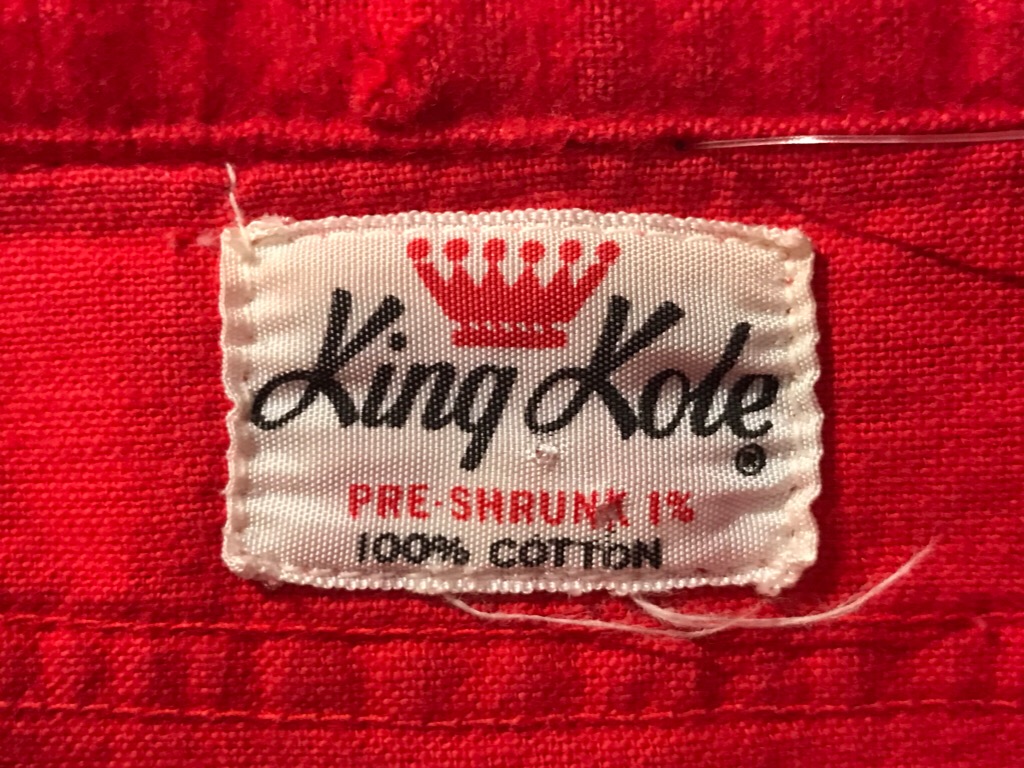 King Kole
®
PRE-SHRUNK 1%
100% COTTON